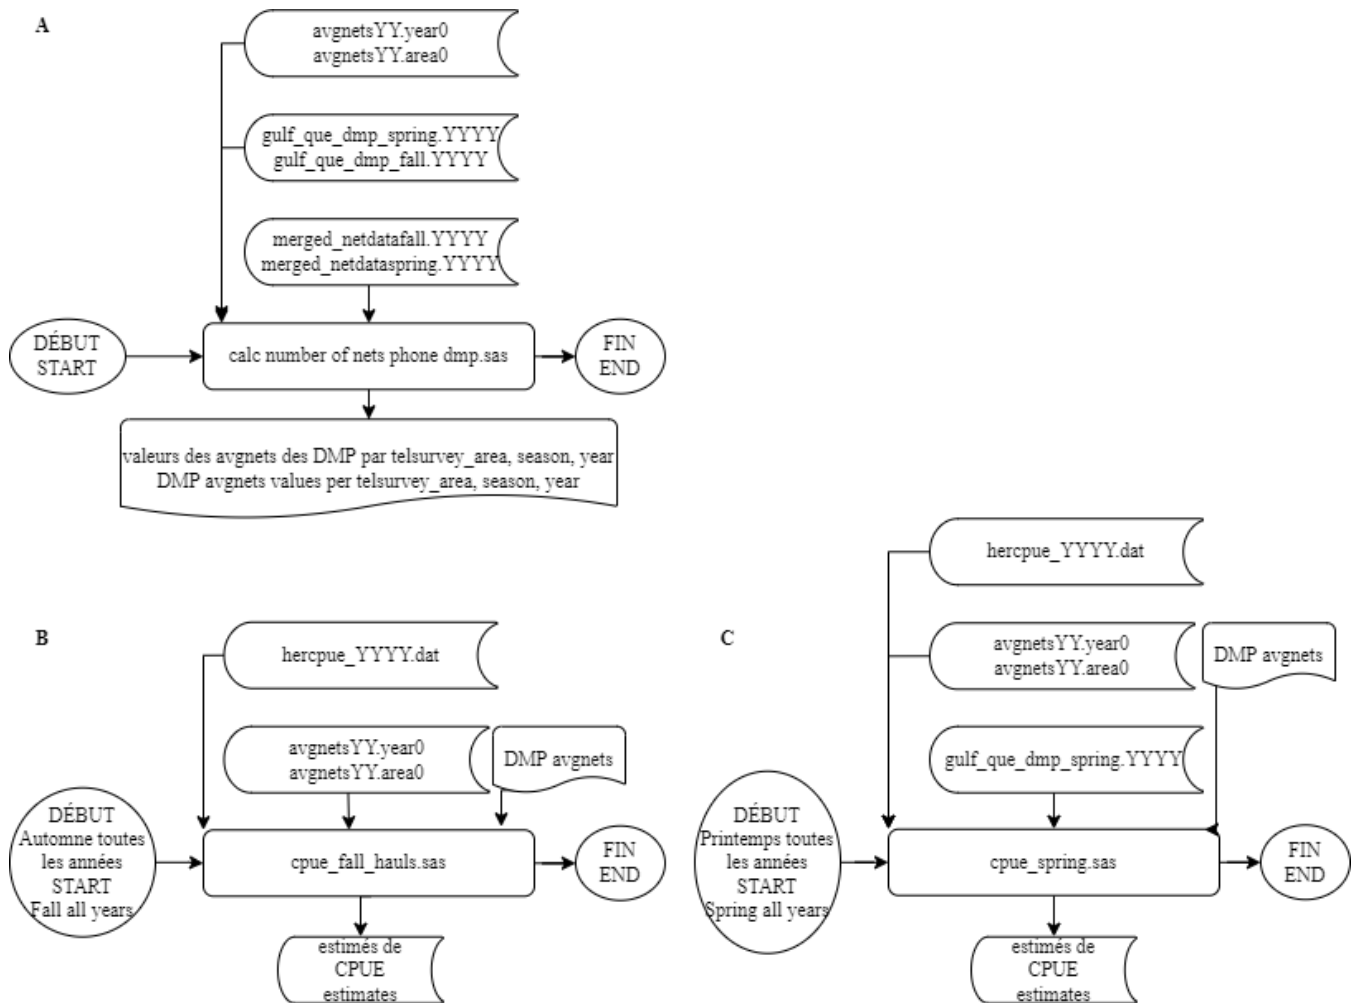 A
avgnetsYY.year0
avgnetsYY.area0
gulf_que_dmp_spring.YYYY
gulf_que_dmp_fall.YYYY
merged_netdatafall.YYYY
merged_netdataspring.YYYY
DÉBUT
START
calc number of nets phone dmp.sas
FIN
END
valeurs des avgnets des DMP par telsurvey_area, season, year
DMP avgnets values per telsurvey_area, season, year
B
hercpue_YYYY.dat
avgnetsYY.year0
avgnetsYY.area0
DMP avgnets
DÉBUT
Automne toutes
les années
START
Fall all years
cpue_fall_hauls.sas
FIN
END
estimés de
CPUE
estimates
C
hercpue_YYYY.dat
avgnetsYY.year0
avgnetsYY.area0
DMP avgnets
gulf_que_dmp_spring.YYYY
DÉBUT
Printemps toutes
les années
START
Spring all years
cpue_spring.sas
FIN
END
estimés de
CPUE
estimates